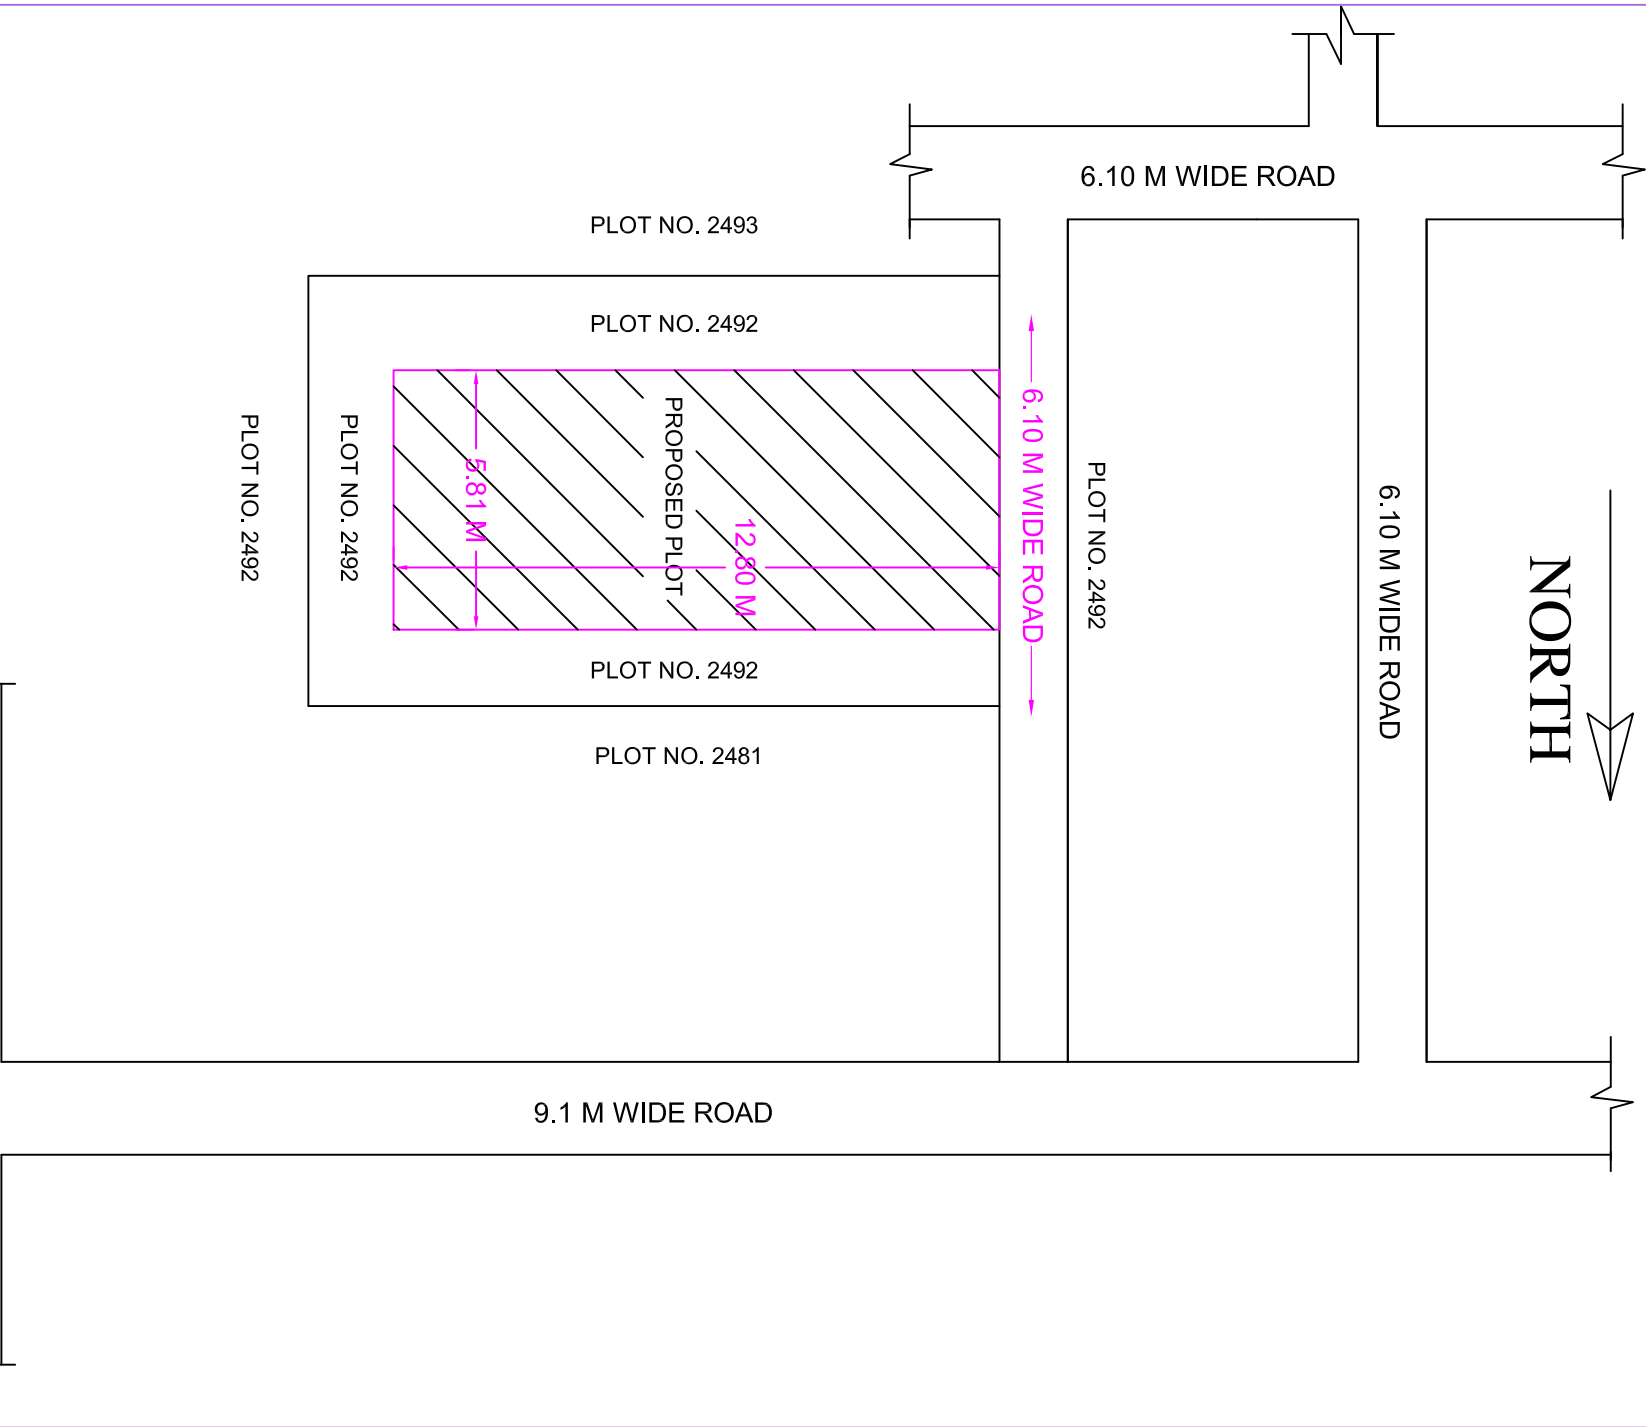 6.10 M WIDE ROAD
PLOT NO. 2493
PLOT NO. 2492
PLOT NO. 2492
PLOT NO. 2492
5.81 M
PROPOSED PLOT
12.80 M
6.10 M WIDE ROAD
PLOT NO. 2492
6.10 M WIDE ROAD
NORTH
PLOT NO. 2492
PLOT NO. 2481
9.1 M WIDE ROAD